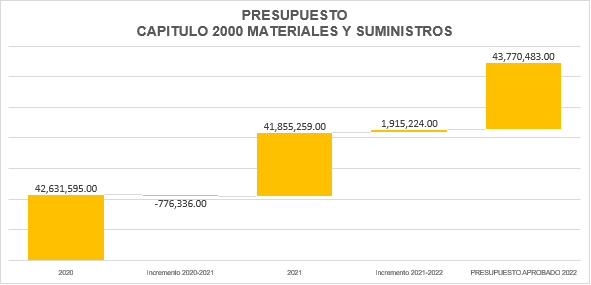 PRESUPUESTO
CAPITULO 2000 MATERIALES Y SUMINISTROS
43,770,483.00
41,855,259.00
1,915,224.00
42,631,595.00
-776,336.00
2020
Incremento 2020-2021
2021
Incremento 2021-2022
PRESUPUESTO APROBADO 2022